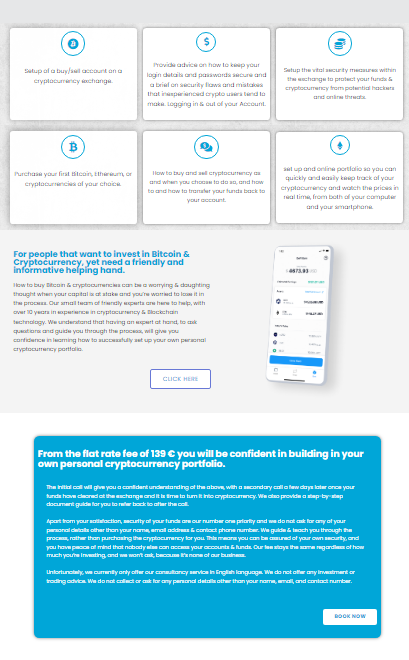 Setup of a buy/sell account on a
cryptocurrency exchange.
Provide advice on how to keep your
login details and passwords secure and
a brief on security flaws and mistakes
that inexperienced crypto users tend to
make. Logging in & out of your Account.
Setup the vital security measures within
the exchange to protect your funds &
cryptocurrency from potential hackers
and online threats.
Purchase your first Bitcoin, Ethereum, or
cryptocurrencies of your choice.
How to buy and sell cryptocurrency as
and when you choose to do so, and how
to and how to transfer your funds back to
your account.
set up and online portfolio so you can
quickly and easily keep track of your
cryptocurrency and watch the prices in
real time, from both of your computer
and your smartphone.
For people that want to invest in Bitcoin &
Cryptocurrency, yet need a friendly and
informative helping hand.
How to buy Bitcoin & cryptocurrencies can be a worrying & daughting
thought when your capital is at stake and you're worried to lose it in
the process. Our small team of friendly experts are here to help, with
over 10 years in experience in cryptocurrency & Blockchain
technology. We understand that having an expert at hand, to ask
questions and guide you through the process, will give you
confidence in learning how to successfully set up your own personal
cryptocurrency portfolio.
CLICK HERE
From the flat rate fee of 139 € you will be confident in building in your
own personal cryptocurrency portfolio.
The initial call will give you a confident understanding of the above, with a secondary call a few days later once your
funds have cleared at the exchange and it is time to turn it into cryptocurrency. We also provide a step-by-step
document guide for you to refer back to after the call.
Apart from your satisfaction, security of your funds are our number one priority and we do not ask for any of your
personal details other than your name, email address & contact phone number. We guide & teach you through the
process, rather than purchasing the cryptocurrency for you. This means you can be assured of your own security, and
you have peace of mind that nobody else can access your accounts & funds. Our fee stays the same regardless of how
much you're investing, and we won't ask, because it's none of our business.
Unfortunately, we currently only offer our consultancy service in English language. We do not offer any investment or
trading advice. We do not collect or ask for any personal details other than your name, email, and contact number.
BOOK NOW